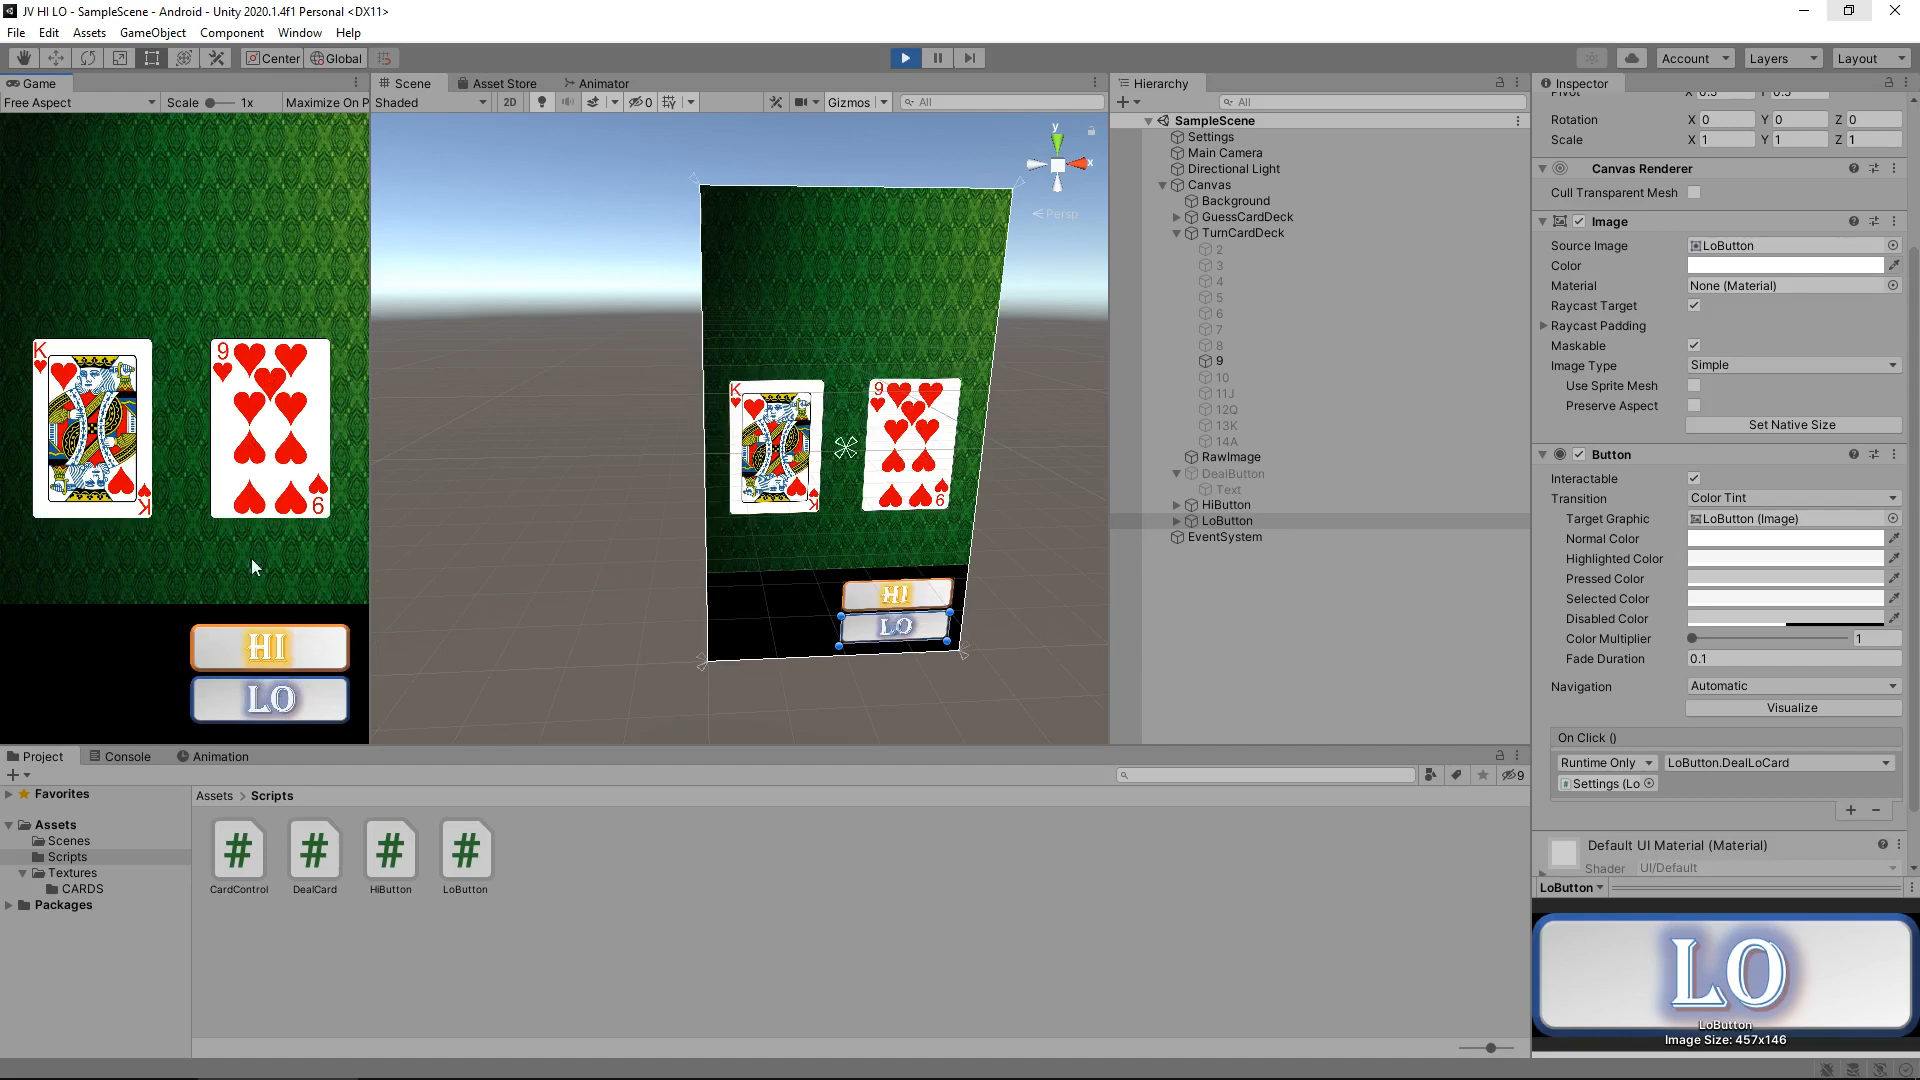 JV HI LO - SampleScene - Android - Unity 2020.1.4f1 Personal <DX11>
File Edit Assets GameObject Component Window Help
Center Global Account Layers Layout
Game
Free Aspect Scale 1x Maximize On P
K
9
K
9
HI
LO
Scene Asset Store Animator
Shaded 2D 0 Gizmos All
y
x
Persp
K
9
K
9
HI
LO
Hierarchy
All
SampleScene
Settings
Main Camera
Directional Light
Canvas
Background
GuessCardDeck
TurnCardDeck
2
3
4
5
6
7
8
9
10
11J
12Q
13K
14A
RawImage
DealButton
Text
HiButton
LoButton
EventSystem
Inspector
Rotation X 0 Y 0 Z 0
Scale X 1 Y 1 Z 1
Canvas Renderer
Cull Transparent Mesh
Image
Source Image LoButton
Color
Material None (Material)
Raycast Target
Raycast Padding
Maskable
Image Type Simple
Use Sprite Mesh
Preserve Aspect
Set Native Size
Button
Interactable
Transition Color Tint
Target Graphic LoButton (Image)
Normal Color
Highlighted Color
Pressed Color
Selected Color
Disabled Color
Color Multiplier 1
Fade Duration 0.1
Navigation Automatic
Visualize
On Click ()
Runtime Only LoButton.DealLoCard
Settings (Lo
Default UI Material (Material)
Shader UI/Default
LoButton
LO
LoButton
Image Size: 457x146
Project Console Animation
9
Favorites
Assets
Scenes
Scripts
Textures
CARDS
Packages
Assets > Scripts
# # # #
CardControl DealCard HiButton LoButton